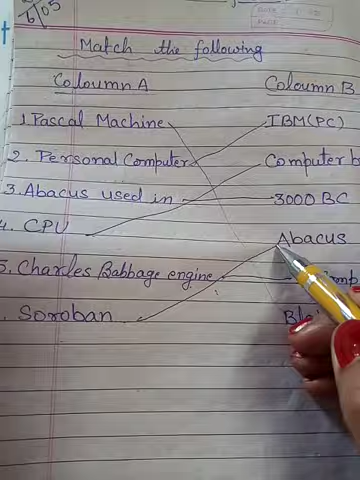 6/05
Match the following
Coloumn A Coloumn B
1. Pascal Machine IBM (PC)
2. Personal Computer Computer
3. Abacus used in 3000 BC
4. CPU Abacus
5. Charles Babbage engine
Soroban